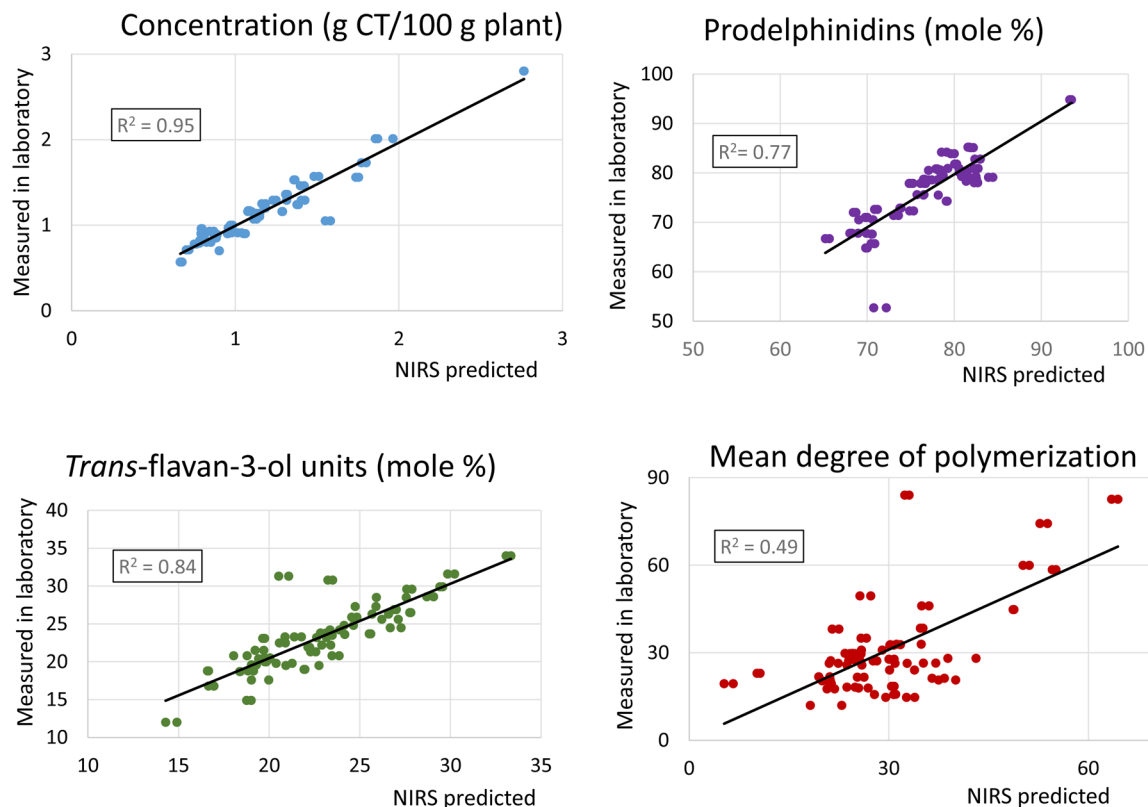 Concentration (g CT/100 g plant)
Measured in laboratory
3
2
1
0
R² = 0.95
0 1 2 3
NIRS predicted
Prodelphinidins (mole %)
Measured in laboratory
100
90
80
70
60
50
R²= 0.77
50 60 70 80 90 100
NIRS predicted
Trans-flavan-3-ol units (mole %)
Measured in laboratory
40
35
30
25
20
15
10
R² = 0.84
10 15 20 25 30 35
NIRS predicted
Mean degree of polymerization
Measured in laboratory
90
60
30
0
R² = 0.49
0 30 60
NIRS predicted